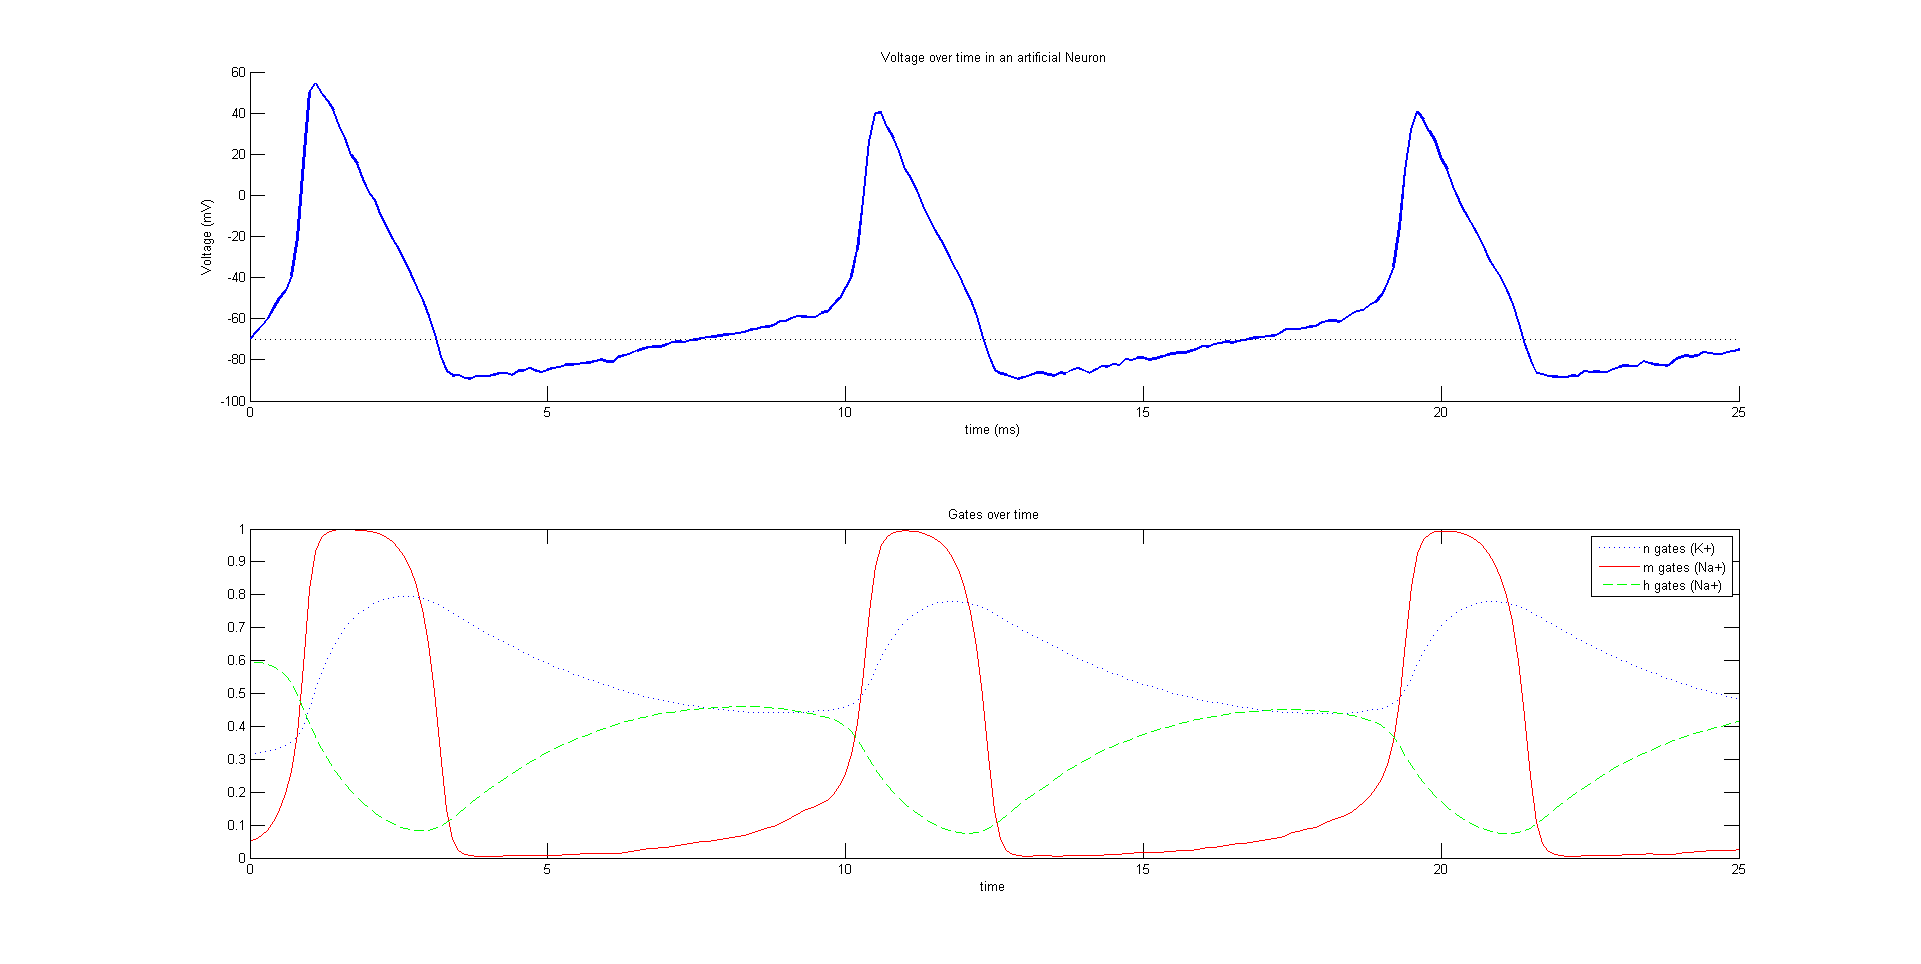 Voltage over time in an artificial Neuron
60
40
20
0
-20
-40
-60
-80
-100
Voltage (mV)
0 5 10 15 20 25
time (ms)
Gates over time
1
0.9
0.8
0.7
0.6
0.5
0.4
0.3
0.2
0.1
0
n gates (K+)
m gates (Na+)
h gates (Na+)
0 5 10 15 20 25
time